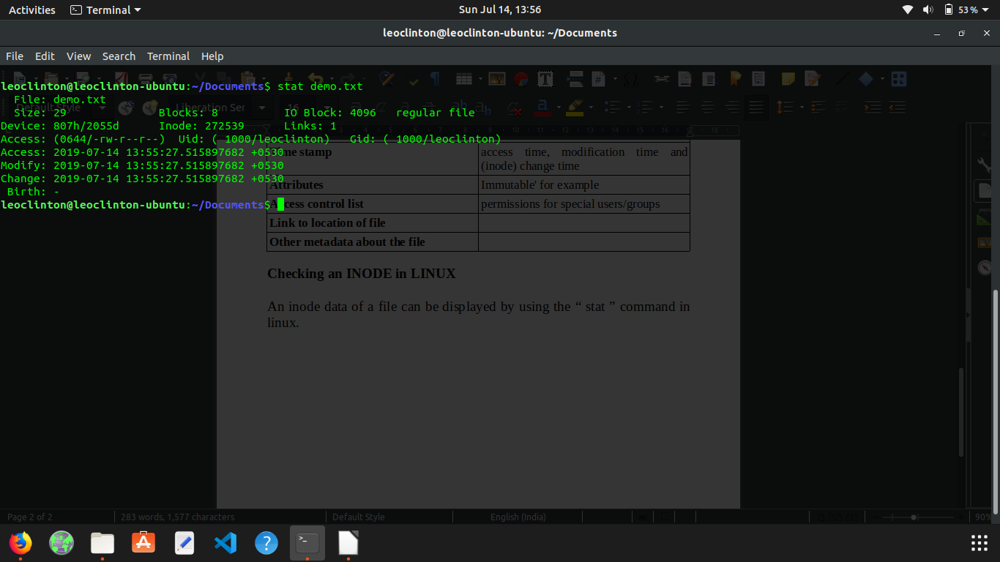 Activities Terminal Sun Jul 14, 13:56 53 %
leoclinton@leoclinton-ubuntu: ~/Documents
File Edit View Search Terminal Help
leoclinton@leoclinton-ubuntu:~/Documents$ stat demo.txt
File: demo.txt
Size: 29 Blocks: 8 IO Block: 4096 regular file
Device: 807h/2055d Inode: 272539 Links: 1
Access: (0644/-rw-r--r--) Uid: ( 1000/leoclinton) Gid: ( 1000/leoclinton)
Access: 2019-07-14 13:55:27.515897682 +0530
Modify: 2019-07-14 13:55:27.515897682 +0530
Change: 2019-07-14 13:55:27.515897682 +0530
Birth: -
leoclinton@leoclinton-ubuntu:~/Documents$
Default Style Liberation Ser 16
stamp access time, modification time and
(inode) change time
Attributes Immutable' for example
Access control list permissions for special users/groups
Link to location of file
Other metadata about the file
Checking an INODE in LINUX
An inode data of a file can be displayed by using the “ stat ” command in
linux.
Page 2 of 2 283 words, 1,577 characters Default Style English (India) 90%